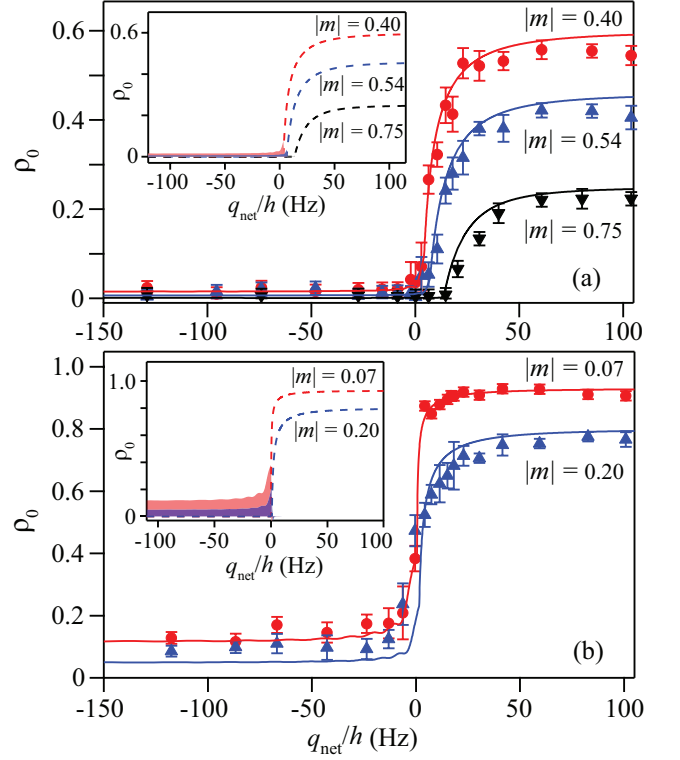 |m| = 0.40
0.6
|m| = 0.40
|m| = 0.54
ρ0
|m| = 0.75
0
-100
-50
0
50
100
qnet/h (Hz)
|m| = 0.54
|m| = 0.75
(a)
0.6
0.4
0.2
0
ρ0
-150
-100
-50
0
50
100
|m| = 0.07
1.0
|m| = 0.07
|m| = 0.20
ρ0
0
-100
-50
0
50
100
qnet/h (Hz)
|m| = 0.20
(b)
1.0
0.8
0.6
0.4
0.2
0
ρ0
-150
-100
-50
0
50
100
qnet/h (Hz)